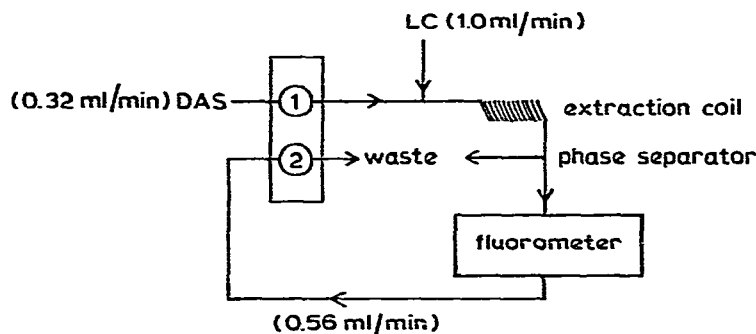 LC (1.0 ml/min)
(0.32 ml/min) DAS
1
extraction coil
2
waste
phase separator
fluorometer
(0.56 ml/min)